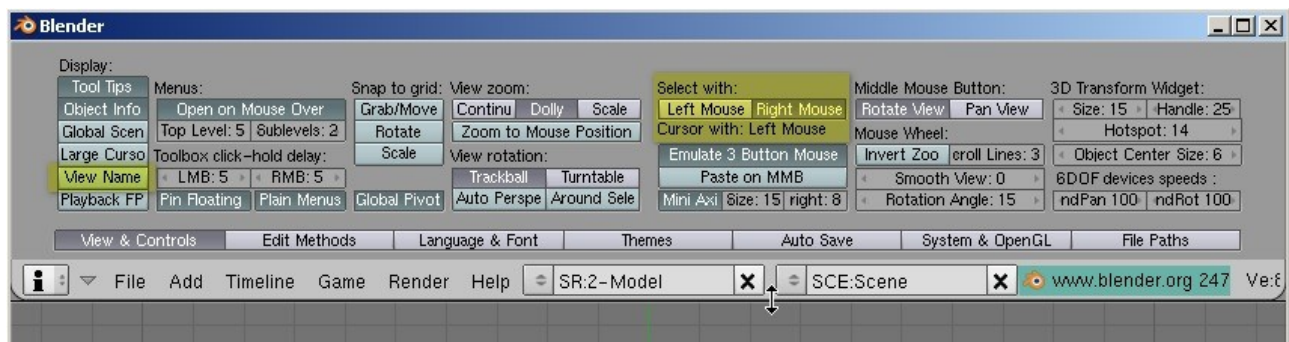 Blender
Display:
Tool Tips Menus: Snap to grid: View zoom: Select with: Middle Mouse Button: 3D Transform Widget:
Object Info Open on Mouse Over Grab/Move Continu Dolly Scale Left Mouse Right Mouse Rotate View Pan View Size: 15 Handle: 25
Global Scen Top Level: 5 Sublevels: 2 Rotate Zoom to Mouse Position Cursor with: Left Mouse Mouse Wheel: Hotspot: 14
Large Curso Toolbox click-hold delay: Scale View rotation: Emulate 3 Button Mouse Invert Zoo croll Lines: 3 Object Center Size: 6
View Name LMB: 5 RMB: 5 Trackball Turntable Paste on MMB Smooth View: 0 6DOF devices speeds :
Playback FP Pin Floating Plain Menus Global Pivot Auto Perspe Around Sele Mini Axi Size: 15 right: 8 Rotation Angle: 15 ndPan 100 ndRot 100
View & Controls Edit Methods Language & Font Themes Auto Save System & OpenGL File Paths
File Add Timeline Game Render Help SR:2-Model SCE:Scene www.blender.org 247